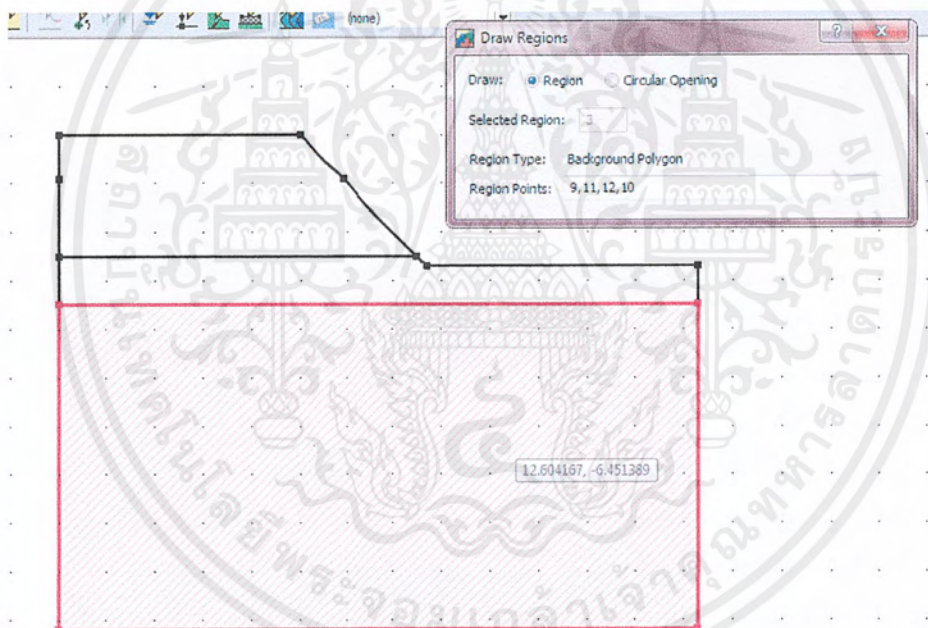 (none)
Draw Regions
Draw: Region Circular Opening
Selected Region: 3
Region Type: Background Polygon
Region Points: 9,11,12,10
12.604167, -6.451389